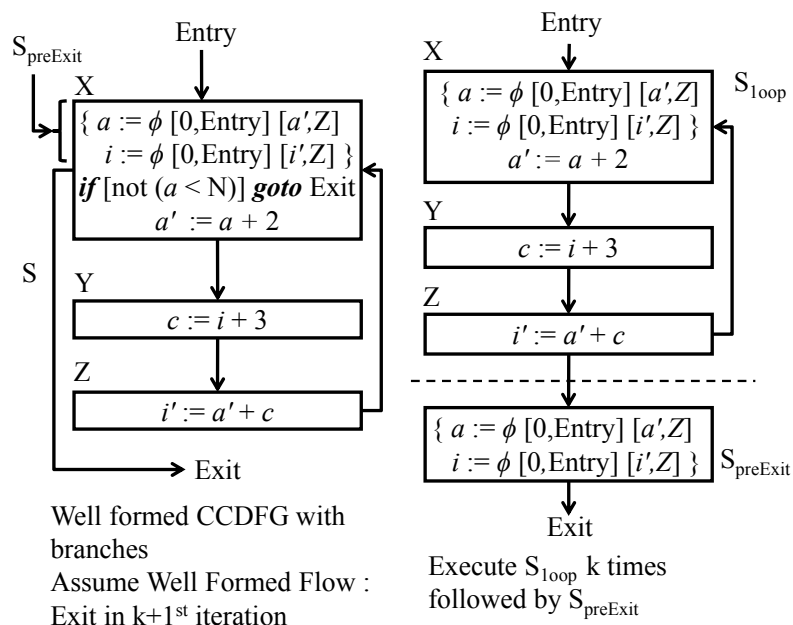 Entry
S_preExit
X
{ a := ϕ [0,Entry] [a′,Z]
i := ϕ [0,Entry] [i′,Z] }
if [not (a < N)] goto Exit
a′ := a + 2
S
Y
c := i + 3
Z
i′ := a′ + c
Exit
Well formed CCDFG with
branches
Assume Well Formed Flow :
Exit in k+1st iteration
Entry
X
S_loop
{ a := ϕ [0,Entry] [a′,Z]
i := ϕ [0,Entry] [i′,Z] }
a′ := a + 2
Y
c := i + 3
Z
i′ := a′ + c
{ a := ϕ [0,Entry] [a′,Z]
i := ϕ [0,Entry] [i′,Z] }
S_preExit
Exit
Execute S_loop k times
followed by S_preExit